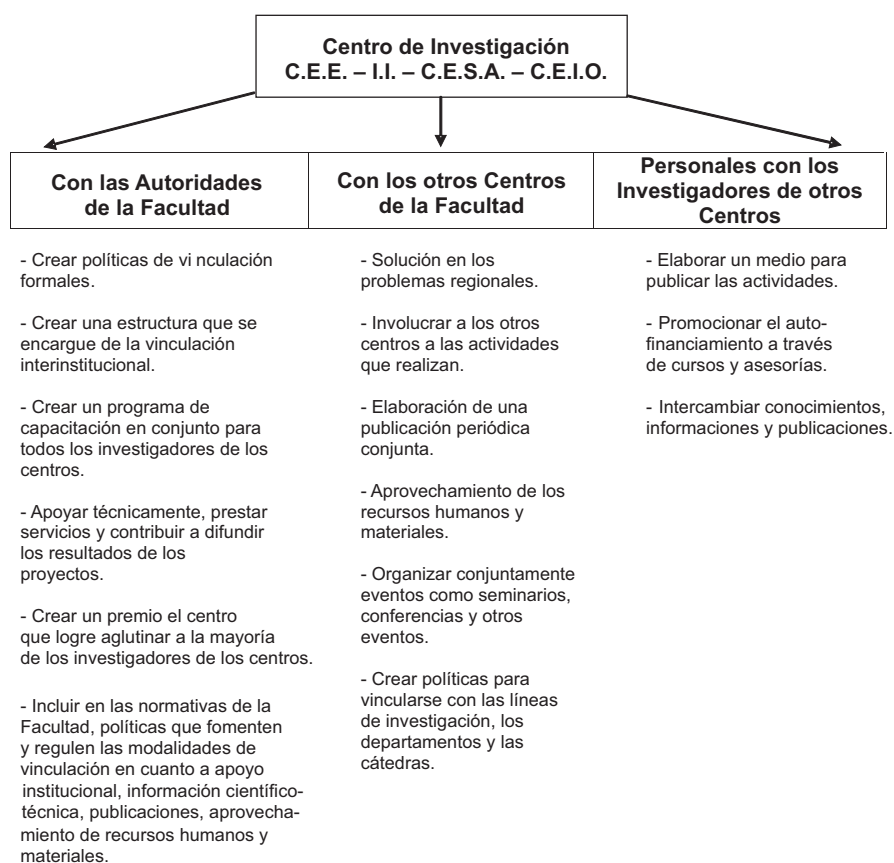 Centro de Investigación
C.E.E. – I.I. – C.E.S.A. – C.E.I.O.
Con las Autoridades
de la Facultad
Con los otros Centros
de la Facultad
Personales con los
Investigadores de otros
Centros
- Crear políticas de vi nculación
formales.
- Crear una estructura que se
encargue de la vinculación
interinstitucional.
- Crear un programa de
capacitación en conjunto para
todos los investigadores de los
centros.
- Apoyar técnicamente, prestar
servicios y contribuir a difundir
los resultados de los
proyectos.
- Crear un premio el centro
que logre aglutinar a la mayoría
de los investigadores de los centros.
- Incluir en las normativas de la
Facultad, políticas que fomenten
y regulen las modalidades de
vinculación en cuanto a apoyo
institucional, información científico-
técnica, publicaciones, aprovecha-
miento de recursos humanos y
materiales.
- Solución en los
problemas regionales.
- Involucrar a los otros
centros a las actividades
que realizan.
- Elaboración de una
publicación periódica
conjunta.
- Aprovechamiento de los
recursos humanos y
materiales.
- Organizar conjuntamente
eventos como seminarios,
conferencias y otros
eventos.
- Crear políticas para
vincularse con las líneas
de investigación, los
departamentos y las
cátedras.
- Elaborar un medio para
publicar las actividades.
- Promocionar el auto-
financiamiento a través
de cursos y asesorías.
- Intercambiar conocimientos,
informaciones y publicaciones.